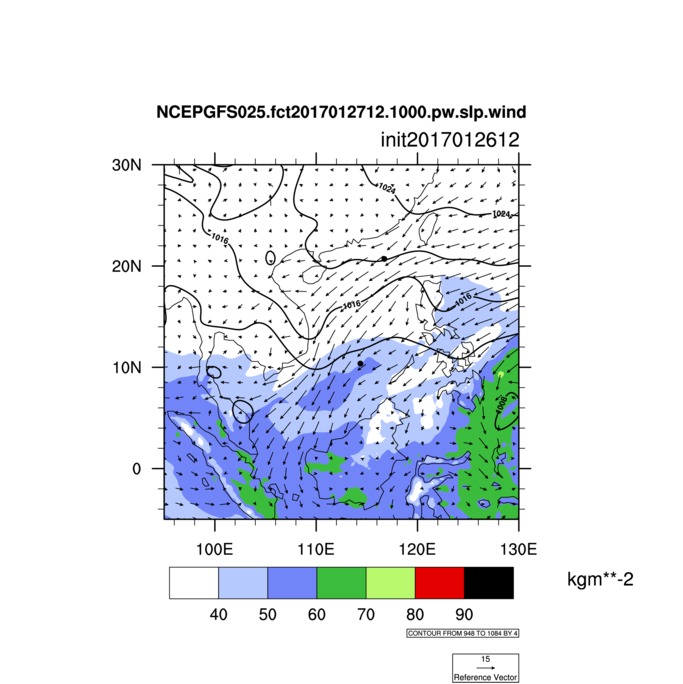 NCEPGFS025.fct2017012712.1000.pw.slp.wind
init2017012612
30N
20N
10N
0
100E 110E 120E 130E
1024
1024
1016
1016
1016
1008
40 50 60 70 80 90
kgm**-2
CONTOUR FROM 948 TO 1084 BY 4
15
Reference Vector